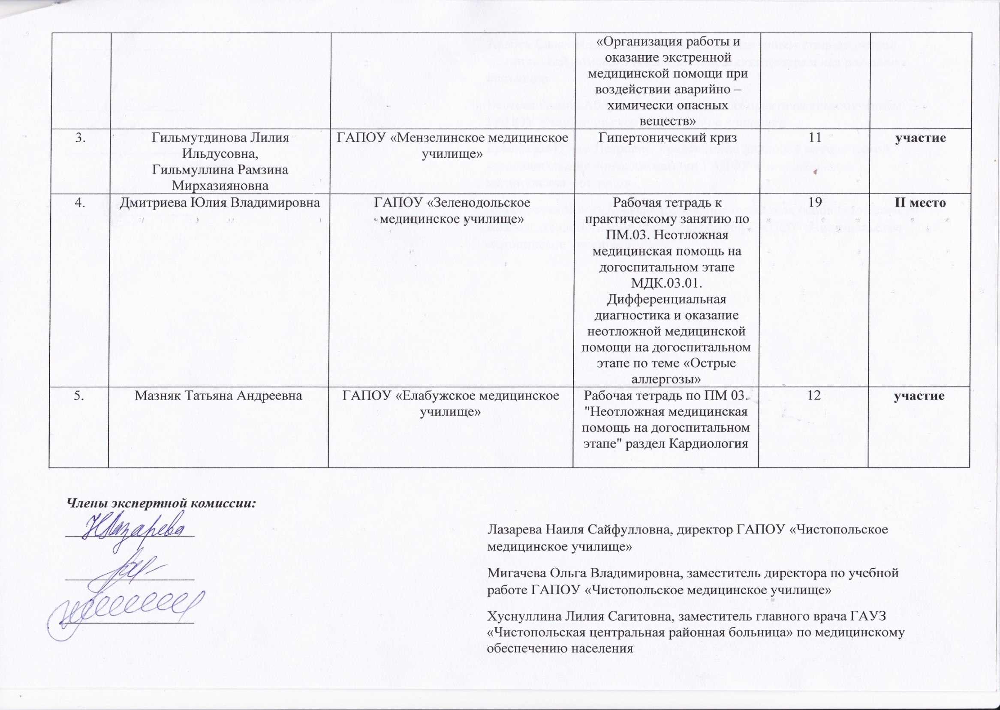 «Организация работы и
оказание экстренной
медицинской помощи при
воздействии аварийно –
химически опасных
веществ»
3.
Гильмутдинова Лилия
Ильдусовна,
Гильмуллина Рамзина
Мирхазияновна
ГАПОУ «Мензелинское медицинское
училище»
Гипертонический криз
11
участие
4.
Дмитриева Юлия Владимировна
ГАПОУ «Зеленодольское
медицинское училище»
Рабочая тетрадь к
практическому занятию по
ПМ.03. Неотложная
медицинская помощь на
догоспитальном этапе
МДК.03.01.
Дифференциальная
диагностика и оказание
неотложной медицинской
помощи на догоспитальном
этапе по теме «Острые
аллергозы»
19
II место
5.
Мазняк Татьяна Андреевна
ГАПОУ «Елабужское медицинское
училище»
Рабочая тетрадь по ПМ 03.
"Неотложная медицинская
помощь на догоспитальном
этапе" раздел Кардиология
12
участие
Члены экспертной комиссии:
НЛазарева
Лазарева Наиля Сайфулловна, директор ГАПОУ «Чистопольское
медицинское училище»
Мигачева Ольга Владимировна, заместитель директора по учебной
работе ГАПОУ «Чистопольское медицинское училище»
Хуснуллина Лилия Сагитовна, заместитель главного врача ГАУЗ
«Чистопольская центральная районная больница» по медицинскому
обеспечению населения